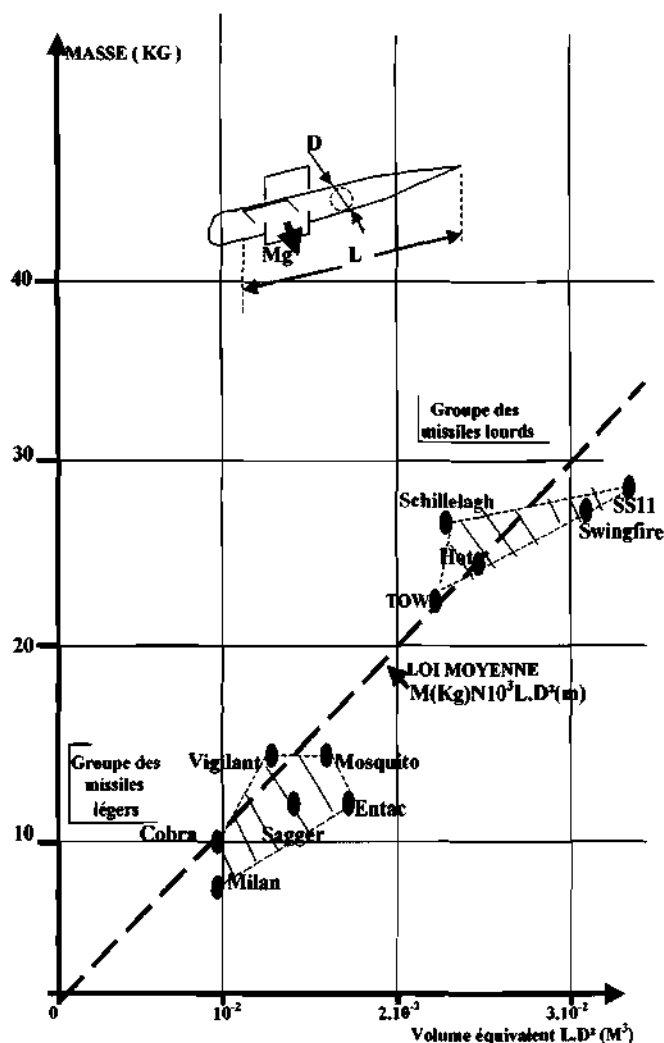 MASSE ( KG )
D
Mg
L
40
Groupe des
missiles lourds
30
Schillelagh
SS11
Swingfire
Hot
TOW
20
LOI MOYENNE
M(Kg)N10³L.D²(m)
Groupe des
missiles
légers
Vigilant
Mosquito
Entac
Cobra
Sagger
10
Milan
0
10⁻²
2.10⁻²
3.10⁻²
Volume équivalent L.D² (M³)